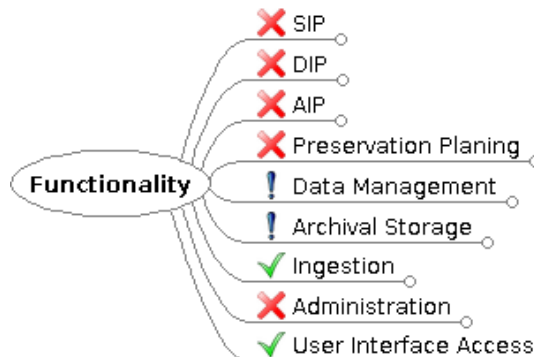 SIP
DIP
AIP
Preservation Planing
Functionality
Data Management
Archival Storage
Ingestion
Administration
User Interface Access